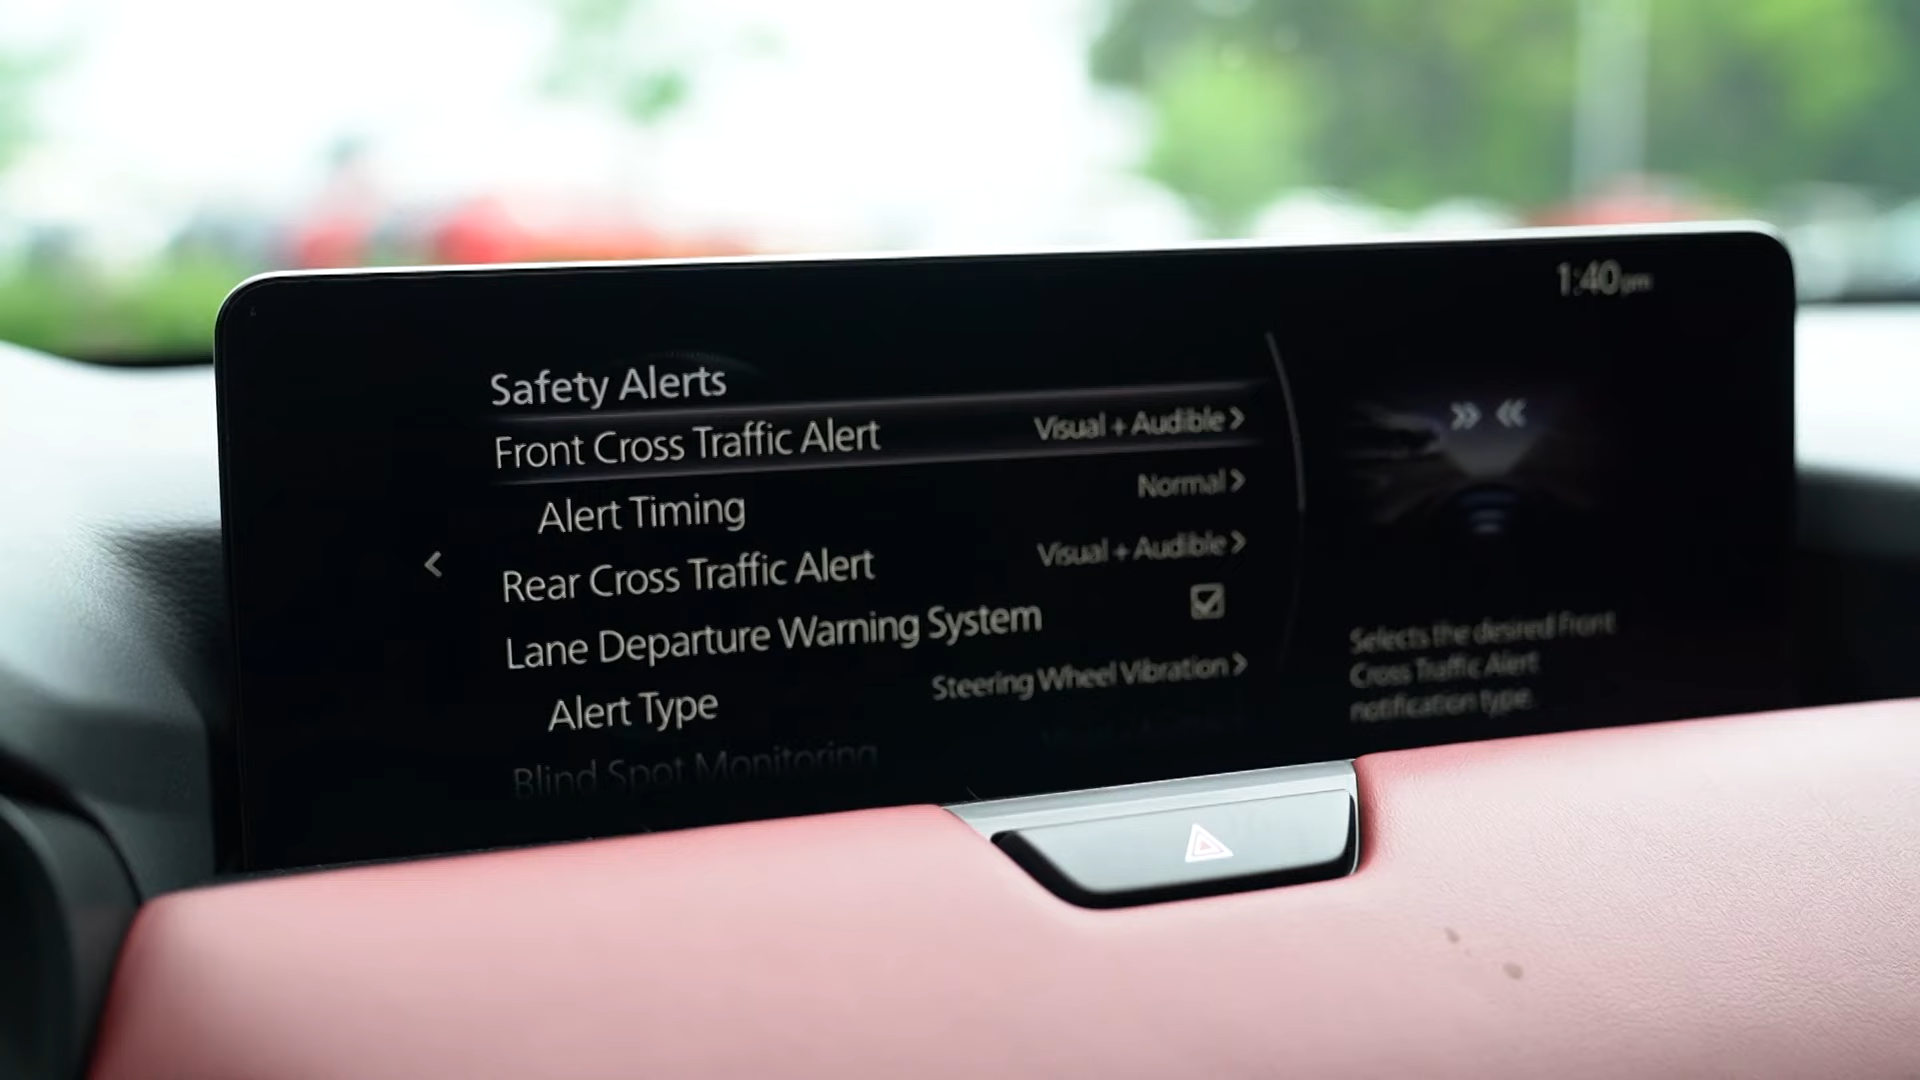 1:40pm
Safety Alerts
Front Cross Traffic Alert Visual + Audible
Alert Timing Normal
Rear Cross Traffic Alert Visual + Audible
Lane Departure Warning System
Alert Type Steering Wheel Vibration
Blind Spot Monitoring
Selects the desired Front
Cross Traffic Alert
notification type.